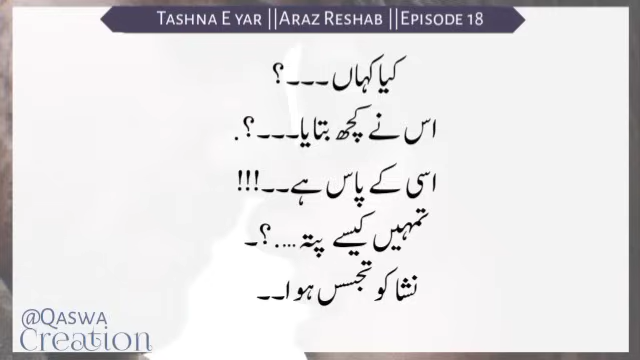 Tashna E yar ||Araz Reshab ||Episode 18
کیا کہاں ۔۔۔؟
اس نے کچھ بتایا۔۔۔؟.
اسی کے پاس ہے۔۔!!!
تمہیں کیسے پتہ ....؟۔
نشا کو تجسس ہوا۔۔
@Qaswa
Creation